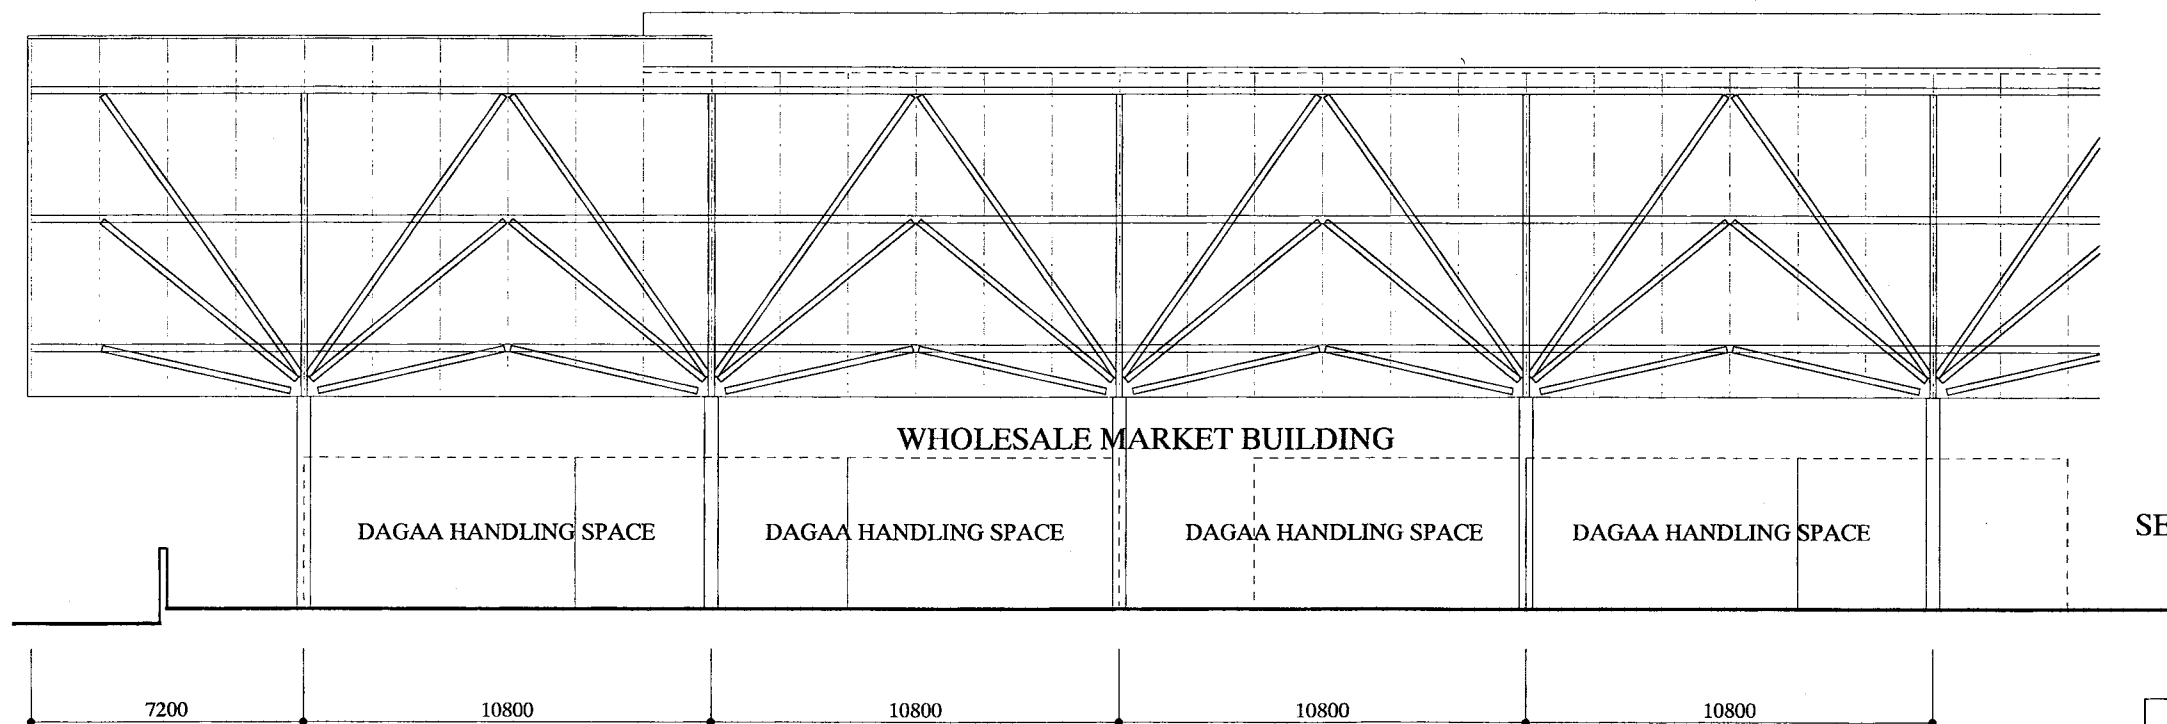 WHOLESALE MARKET BUILDING
DAGAA HANDLING SPACE DAGAA HANDLING SPACE DAGAA HANDLING SPACE DAGAA HANDLING SPACE SE
7200 10800 10800 10800 10800